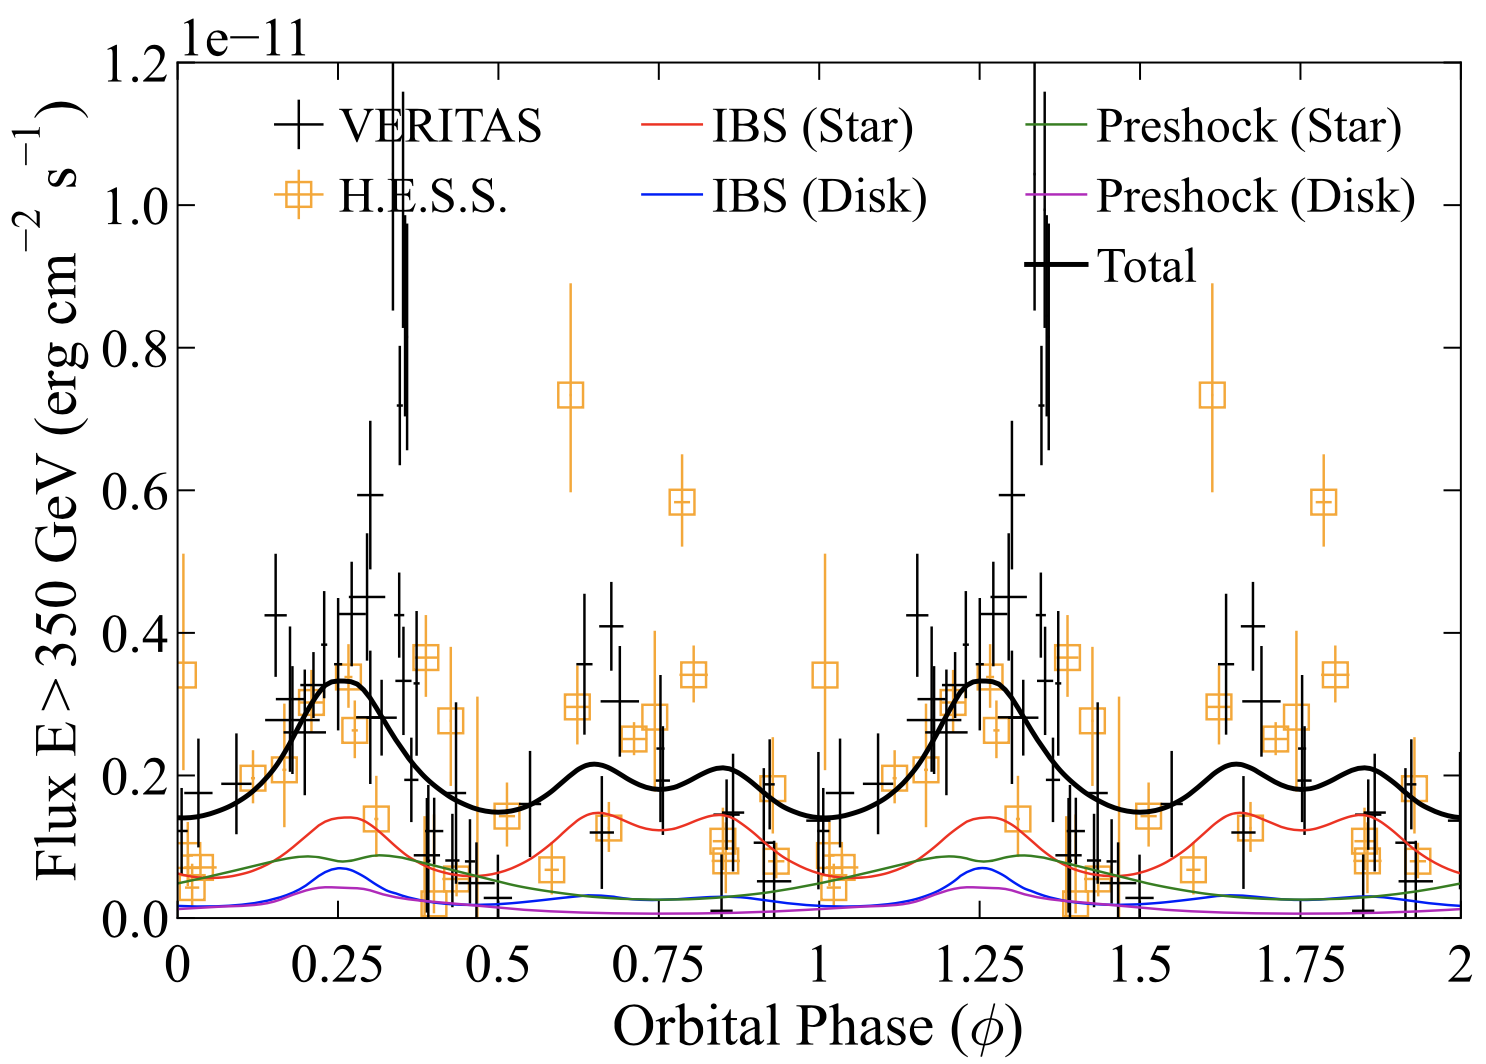 1e−11
1.2
1.0
0.8
0.6
0.4
0.2
0.0
Flux E > 350 GeV (erg cm⁻² s⁻¹)
VERITAS
H.E.S.S.
IBS (Star)
IBS (Disk)
Preshock (Star)
Preshock (Disk)
Total
0 0.25 0.5 0.75 1 1.25 1.5 1.75 2
Orbital Phase (ϕ)